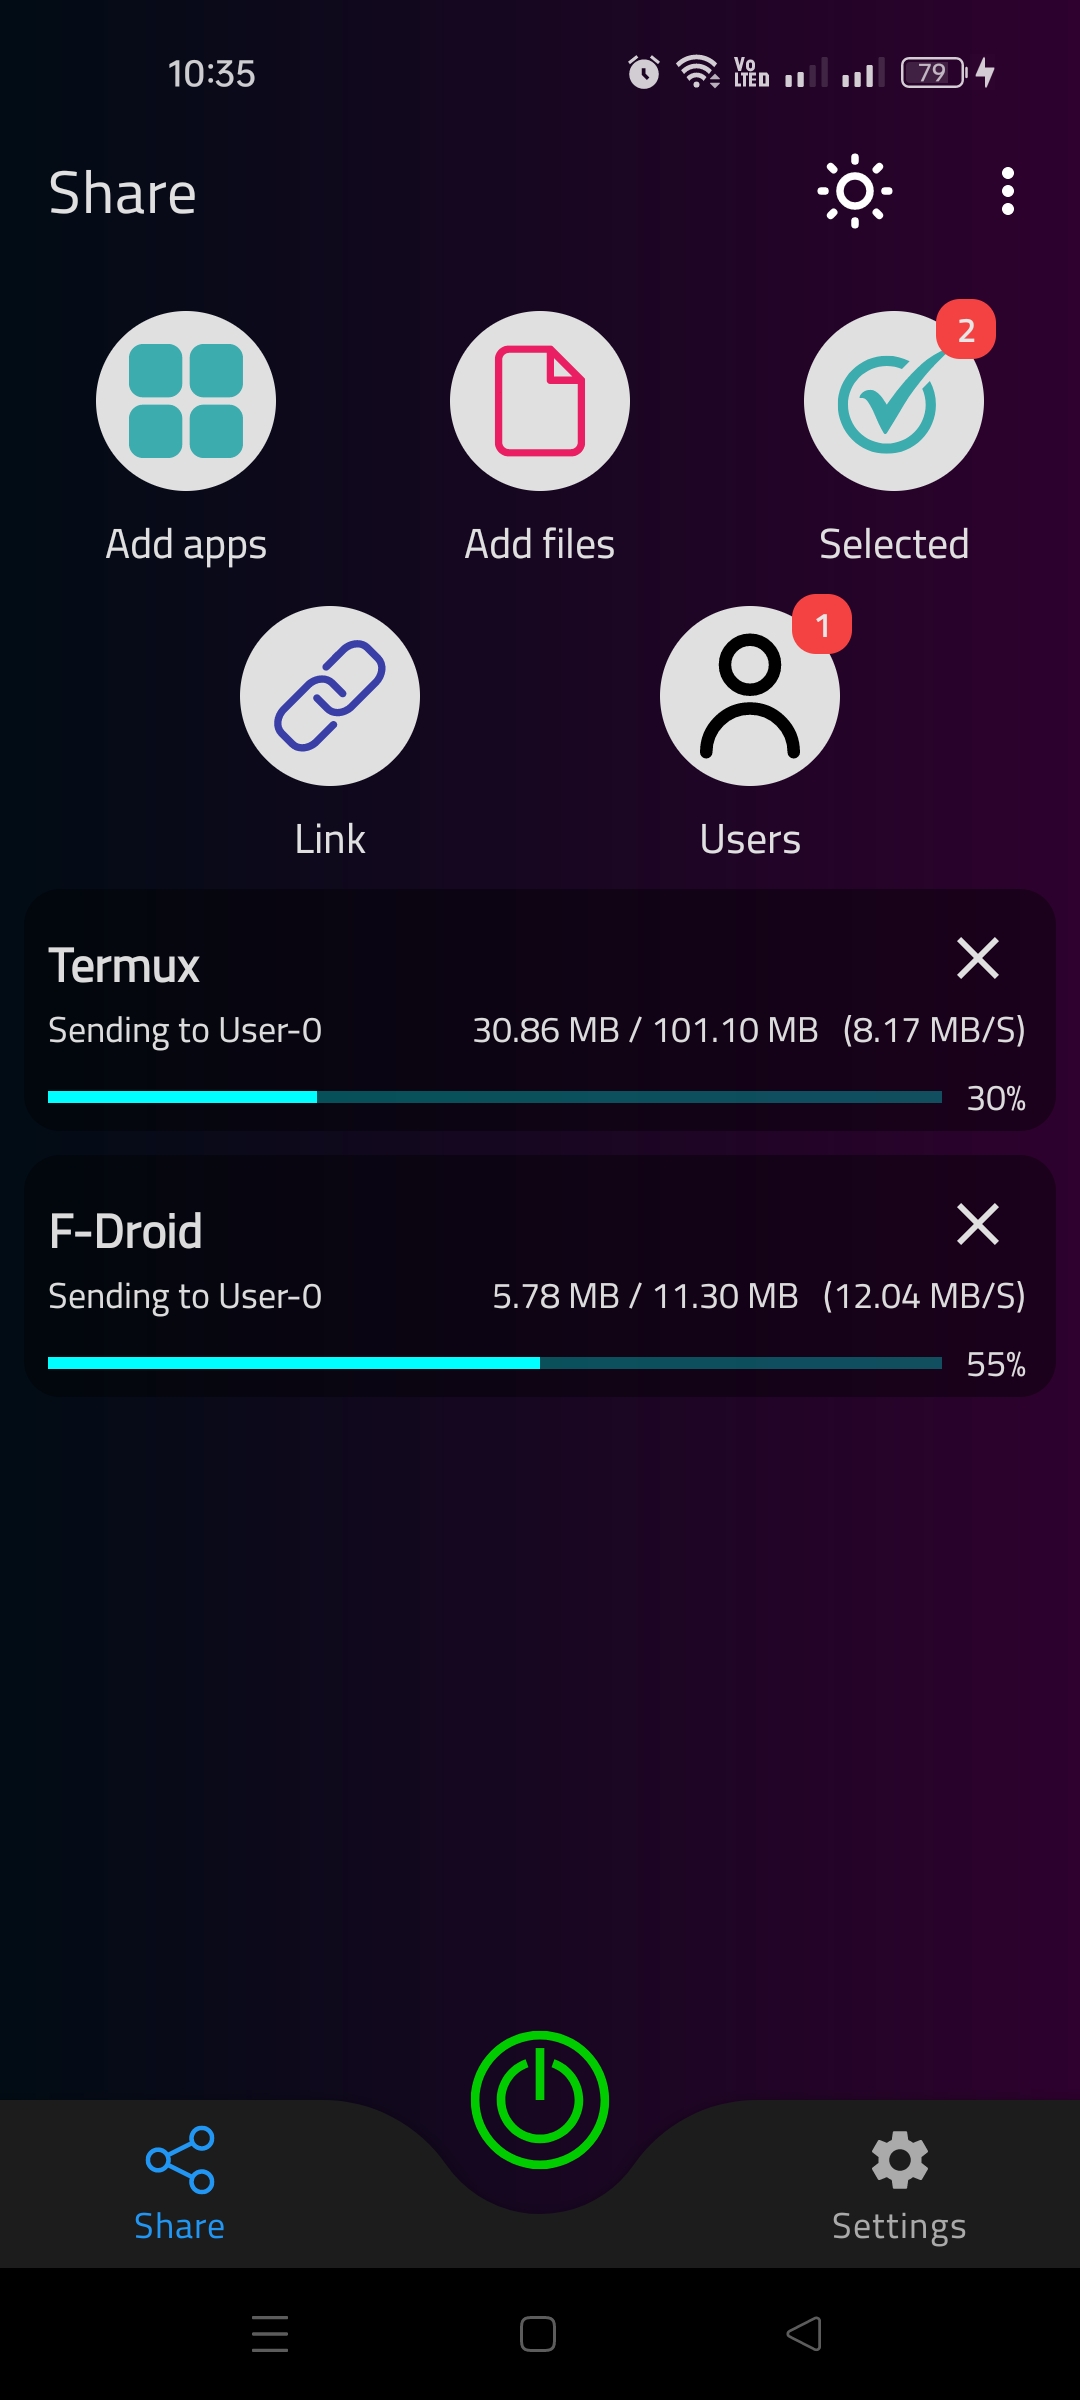 10:35 Vo LTED 79
Share
2
Add apps Add files Selected
1
Link Users
Termux
Sending to User-0 30.86 MB / 101.10 MB (8.17 MB/S)
30%
F-Droid
Sending to User-0 5.78 MB / 11.30 MB (12.04 MB/S)
55%
Share Settings